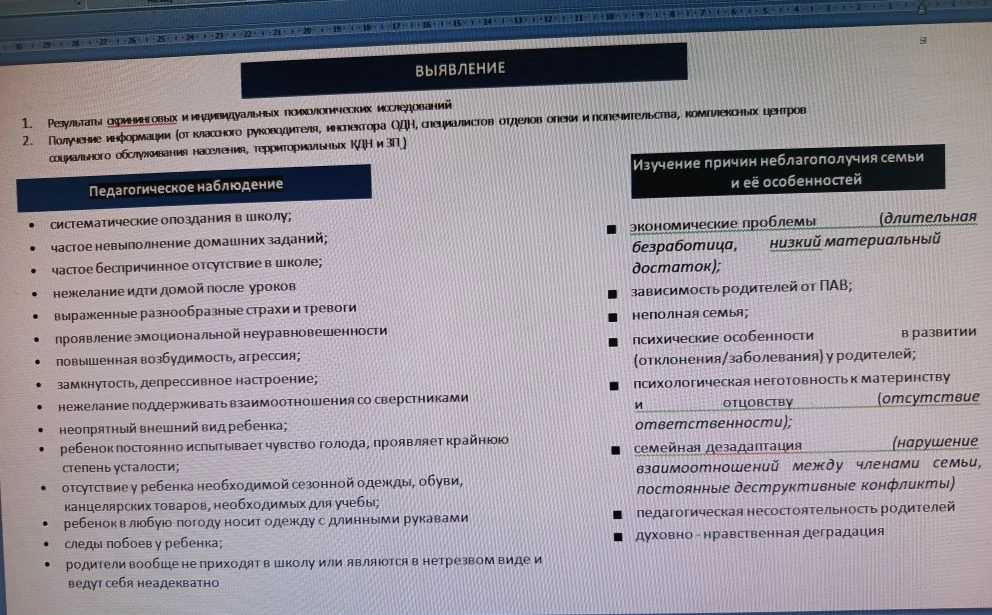 ВЫЯВЛЕНИЕ
1. Результаты скрининговых и индивидуальных психологических исследований
2. Получение информации (от классного руководителя, инспектора ОДН, специалистов отделов опеки и попечительства, комплексных центров
социального обслуживания населения, территориальных КДН и ЗП.)
Педагогическое наблюдение
• систематические опоздания в школу;
• частое невыполнение домашних заданий;
• частое беспричинное отсутствие в школе;
• нежелание идти домой после уроков
• выраженные разнообразные страхи и тревоги
• проявление эмоциональной неуравновешенности
• повышенная возбудимость, агрессия;
• замкнутость, депрессивное настроение;
• нежелание поддерживать взаимоотношения со сверстниками
• неопрятный внешний вид ребенка;
• ребенок постоянно испытывает чувство голода, проявляет крайнюю
степень усталости;
• отсутствие у ребенка необходимой сезонной одежды, обуви,
канцелярских товаров, необходимых для учебы;
• ребенок в любую погоду носит одежду с длинными рукавами
• следы побоев у ребенка;
• родители вообще не приходят в школу или являются в нетрезвом виде и
ведут себя неадекватно
Изучение причин неблагополучия семьи
и её особенностей
■ экономические проблемы (длительная
безработица, низкий материальный
достаток);
■ зависимость родителей от ПАВ;
■ неполная семья;
■ психические особенности в развитии
(отклонения/заболевания) у родителей;
■ психологическая неготовность к материнству
и отцовству (отсутствие
ответственности);
■ семейная дезадаптация (нарушение
взаимоотношений между членами семьи,
постоянные деструктивные конфликты)
■ педагогическая несостоятельность родителей
■ духовно - нравственная деградация